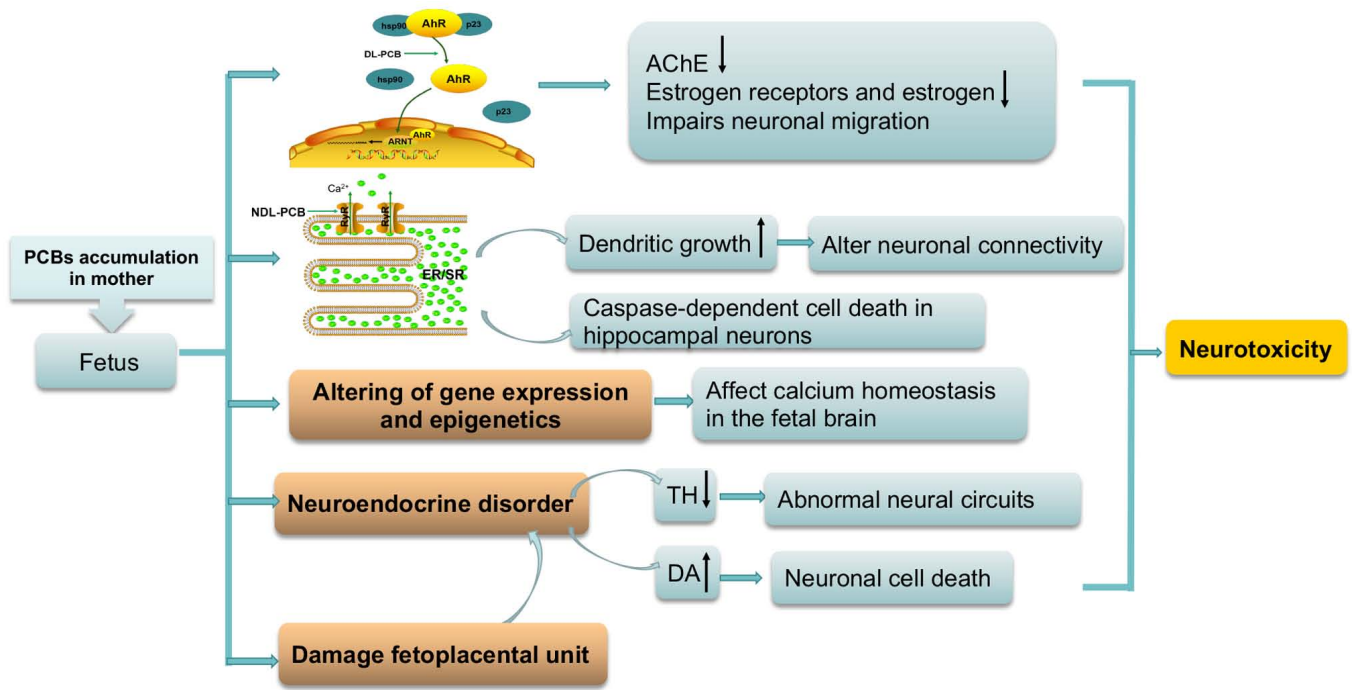 hsp90
AhR
p23
DL-PCB
hsp90
AhR
p23
AhR
ARNT
AChE
Estrogen receptors and estrogen
Impairs neuronal migration
Ca²⁺
NDL-PCB
RyR
RyR
ER/SR
Dendritic growth
Alter neuronal connectivity
Caspase-dependent cell death in
hippocampal neurons
PCBs accumulation
in mother
Fetus
Neurotoxicity
Altering of gene expression
and epigenetics
Affect calcium homeostasis
in the fetal brain
Neuroendocrine disorder
TH
Abnormal neural circuits
DA
Neuronal cell death
Damage fetoplacental unit